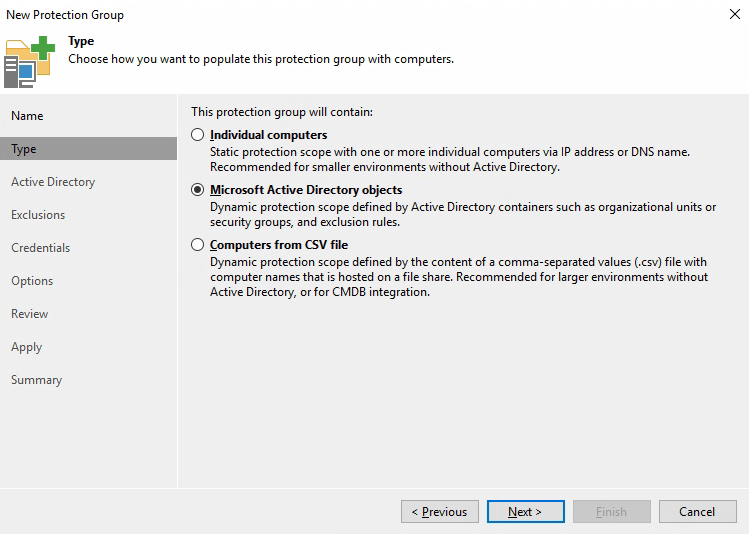 New Protection Group
Type
Choose how you want to populate this protection group with computers.
Name
Type
Active Directory
Exclusions
Credentials
Options
Review
Apply
Summary
This protection group will contain:
Individual computers
Static protection scope with one or more individual computers via IP address or DNS name.
Recommended for smaller environments without Active Directory.
Microsoft Active Directory objects
Dynamic protection scope defined by Active Directory containers such as organizational units or
security groups, and exclusion rules.
Computers from CSV file
Dynamic protection scope defined by the content of a comma-separated values (.csv) file with
computer names that is hosted on a file share. Recommended for larger environments without
Active Directory, or for CMDB integration.
< Previous
Next >
Finish
Cancel